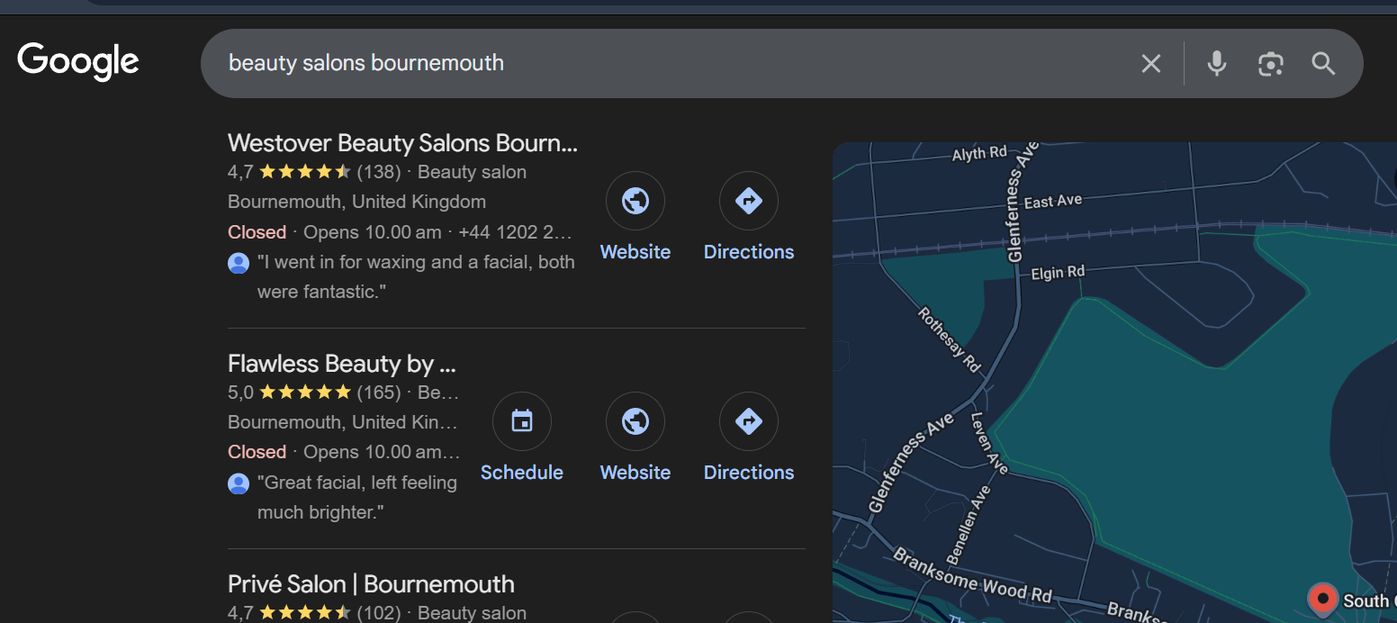 Google
beauty salons bournemouth
Westover Beauty Salons Bourn...
4,7 (138) · Beauty salon
Bournemouth, United Kingdom
Closed · Opens 10.00 am · +44 1202 2...
"I went in for waxing and a facial, both
were fantastic."
Website
Directions
Flawless Beauty by ...
5,0 (165) · Be...
Bournemouth, United Kin...
Closed · Opens 10.00 am...
"Great facial, left feeling
much brighter."
Schedule
Website
Directions
Privé Salon | Bournemouth
4,7 (102) · Beauty salon
Alyth Rd
Glenferness Ave
East Ave
Elgin Rd
Rothesay Rd
Glenferness Ave
Leven Ave
Benellen Ave
Branksome Wood Rd
Branks
South